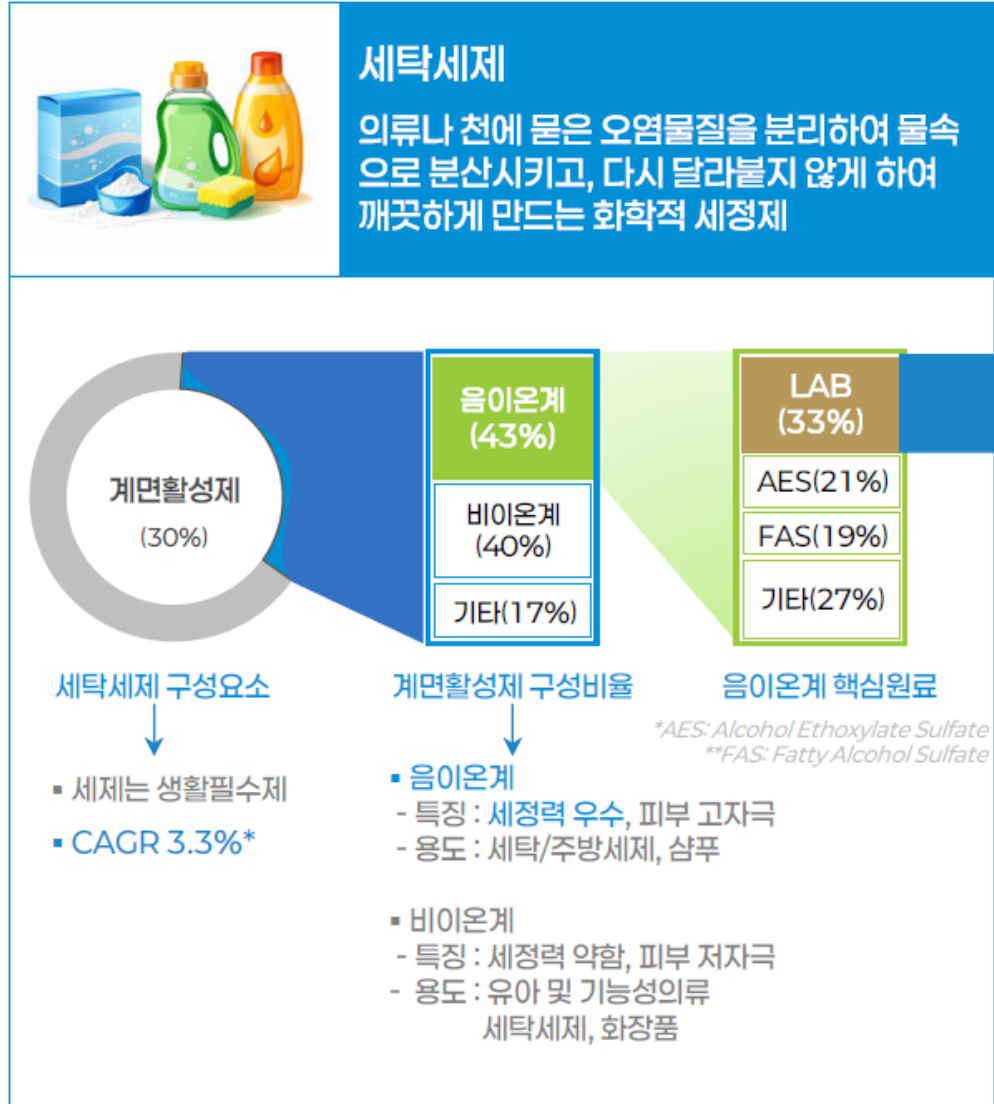 세탁세제
의류나 천에 묻은 오염물질을 분리하여 물속
으로 분산시키고, 다시 달라붙지 않게 하여
깨끗하게 만드는 화학적 세정제
계면활성제
(30%)
음이온계
(43%)
비이온계
(40%)
기타(17%)
LAB
(33%)
AES(21%)
FAS(19%)
기타(27%)
세탁세제 구성요소
계면활성제 구성비율
음이온계 핵심원료
*AES: Alcohol Ethoxylate Sulfate
**FAS: Fatty Alcohol Sulfate
▪ 세제는 생활필수제
▪ CAGR 3.3%*
▪ 음이온계
- 특징 : 세정력 우수, 피부 고자극
- 용도 : 세탁/주방세제, 샴푸
▪ 비이온계
- 특징 : 세정력 약함, 피부 저자극
- 용도 : 유아 및 기능성의류
세탁세제, 화장품